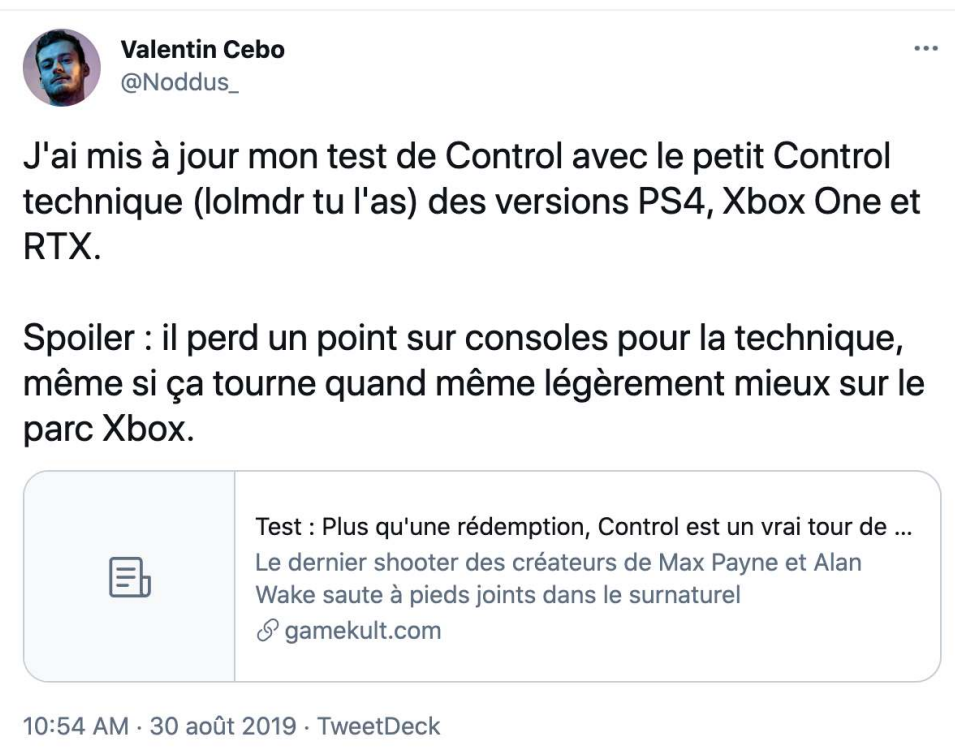 Valentin Cebo
@Noddus_
J'ai mis à jour mon test de Control avec le petit Control
technique (lolmdr tu l'as) des versions PS4, Xbox One et
RTX.
Spoiler : il perd un point sur consoles pour la technique,
même si ça tourne quand même légèrement mieux sur le
parc Xbox.
Test : Plus qu'une rédemption, Control est un vrai tour de ...
Le dernier shooter des créateurs de Max Payne et Alan
Wake saute à pieds joints dans le surnaturel
gamekult.com
10:54 AM · 30 août 2019 · TweetDeck